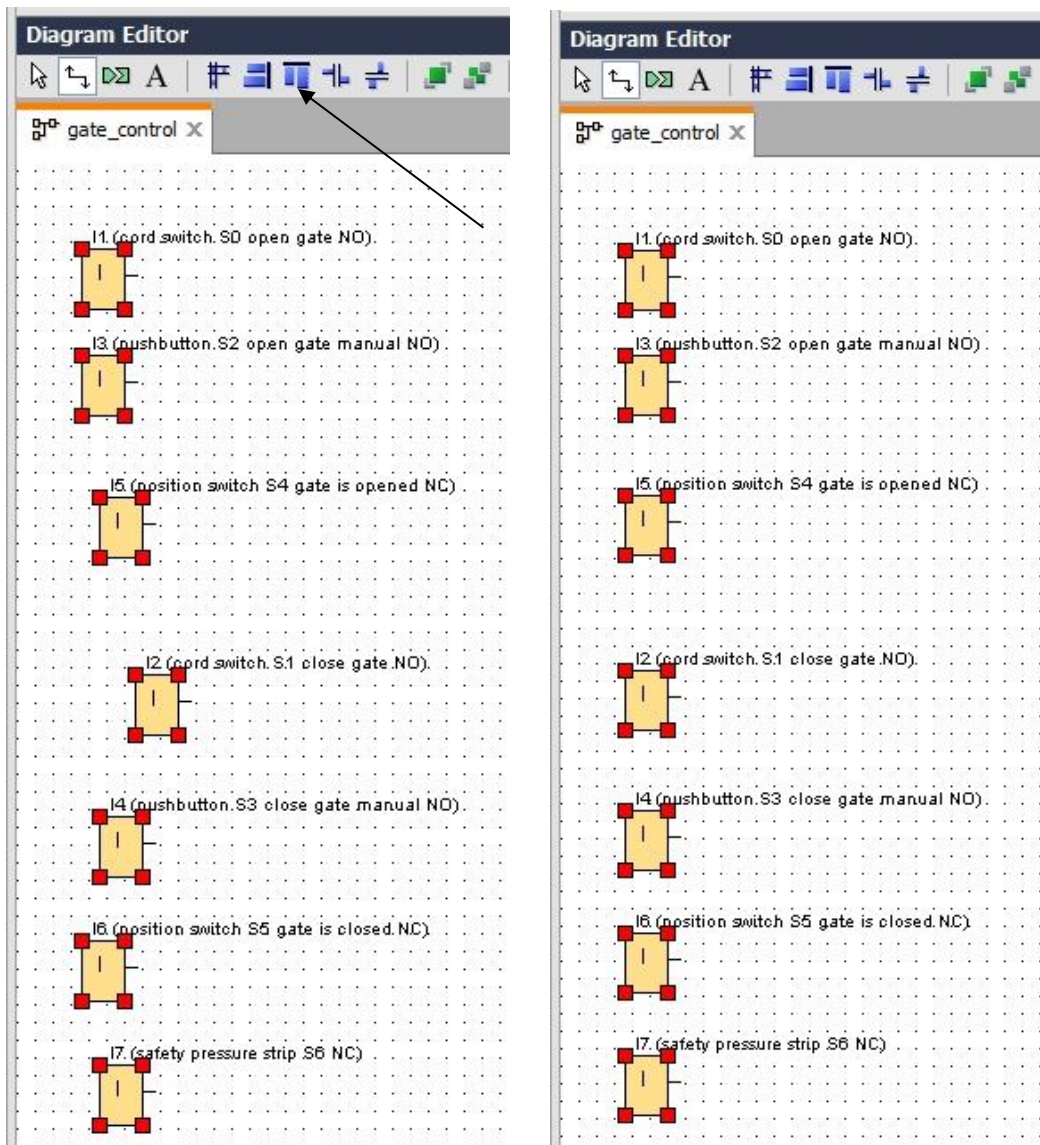 Diagram Editor
A
gate_control
I1 (cord switch S0 open gate NO)
I
I3 (pushbutton S2 open gate manual NO)
I
I5 (position switch S4 gate is opened NC)
I
I2 (cord switch S1 close gate NO)
I
I4 (pushbutton S3 close gate manual NO)
I
I6 (position switch S5 gate is closed NC)
I
I7 (safety pressure strip S6 NC)
I
Diagram Editor
A
gate_control
I1 (cord switch S0 open gate NO)
I
I3 (pushbutton S2 open gate manual NO)
I
I5 (position switch S4 gate is opened NC)
I
I2 (cord switch S1 close gate NO)
I
I4 (pushbutton S3 close gate manual NO)
I
I6 (position switch S5 gate is closed NC)
I
I7 (safety pressure strip S6 NC)
I